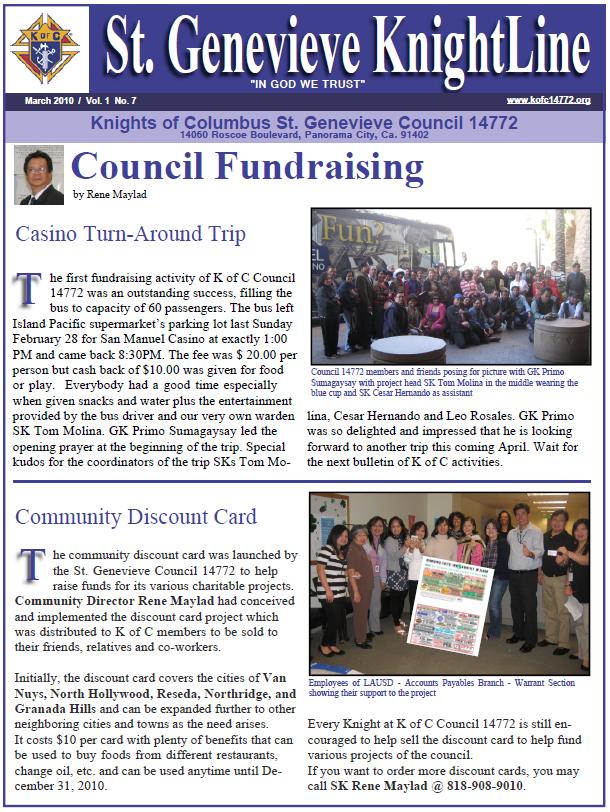 K of C
St. Genevieve KnightLine
"IN GOD WE TRUST"
March 2010 / Vol. 1 No. 7
www.kofc14772.org
Knights of Columbus St. Genevieve Council 14772
14060 Roscoe Boulevard, Panorama City, Ca. 91402
Council Fundraising
by Rene Maylad
Casino Turn-Around Trip
The first fundraising activity of K of C Council
14772 was an outstanding success, filling the
bus to capacity of 60 passengers. The bus left
Island Pacific supermarket's parking lot last Sunday
February 28 for San Manuel Casino at exactly 1:00
PM and came back 8:30PM. The fee was $ 20.00 per
person but cash back of $10.00 was given for food
or play. Everybody had a good time especially
when given snacks and water plus the entertainment
provided by the bus driver and our very own warden
SK Tom Molina. GK Primo Sumagaysay led the
opening prayer at the beginning of the trip. Special
kudos for the coordinators of the trip SKs Tom Mo-
Fun?
Council 14772 members and friends posing for picture with GK Primo
Sumagaysay with project head SK Tom Molina in the middle wearing the
blue cup and SK Cesar Hernando as assistant
lina, Cesar Hernando and Leo Rosales. GK Primo
was so delighted and impressed that he is looking
forward to another trip this coming April. Wait for
the next bulletin of K of C activities.
Community Discount Card
The community discount card was launched by
the St. Genevieve Council 14772 to help
raise funds for its various charitable projects.
Community Director Rene Maylad had conceived
and implemented the discount card project which
was distributed to K of C members to be sold to
their friends, relatives and co-workers.
Initially, the discount card covers the cities of Van
Nuys, North Hollywood, Reseda, Northridge, and
Granada Hills and can be expanded further to other
neighboring cities and towns as the need arises.
It costs $10 per card with plenty of benefits that can
be used to buy foods from different restaurants,
change oil, etc. and can be used anytime until De-
cember 31, 2010.
Employees of LAUSD - Accounts Payables Branch - Warrant Section
showing their support to the project
Every Knight at K of C Council 14772 is still en-
couraged to help sell the discount card to help fund
various projects of the council.
If you want to order more discount cards, you may
call SK Rene Maylad @ 818-908-9010.